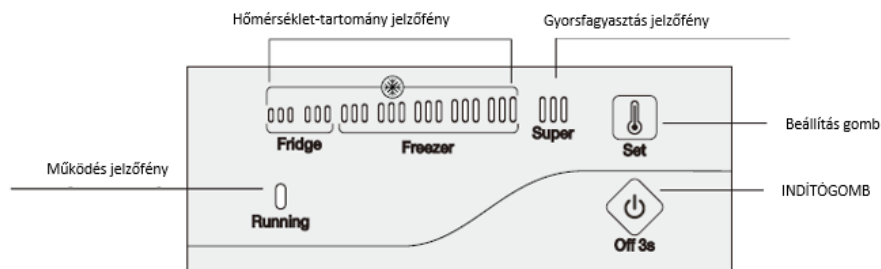 Hőmérséklet-tartomány jelzőfény
Gyorsfagyasztás jelzőfény
Fridge
Freezer
Super
Set
Beállítás gomb
Működés jelzőfény
Running
INDÍTÓGOMB
Off 3s